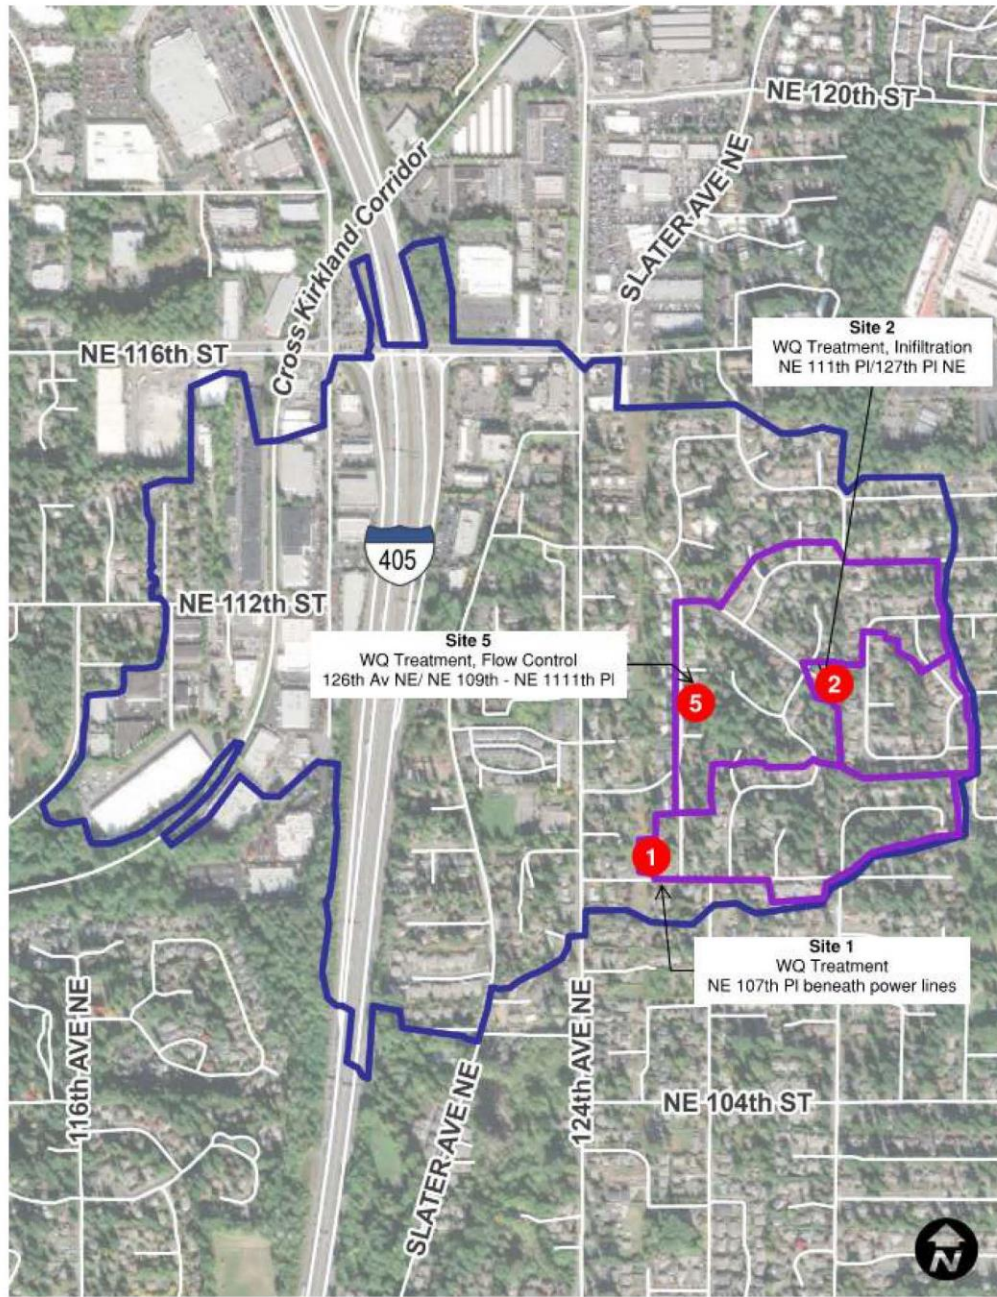 NE 120th ST
SLATER AVE NE
Cross Kirkland Corridor
NE 116th ST
Site 2
WQ Treatment, Inifiltration
NE 111th Pl/127th Pl NE
405
NE 112th ST
Site 5
WQ Treatment, Flow Control
126th Av NE/ NE 109th - NE 1111th Pl
5
2
1
Site 1
WQ Treatment
NE 107th Pl beneath power lines
116th AVE NE
SLATER AVE NE
124th AVE NE
NE 104th ST
N